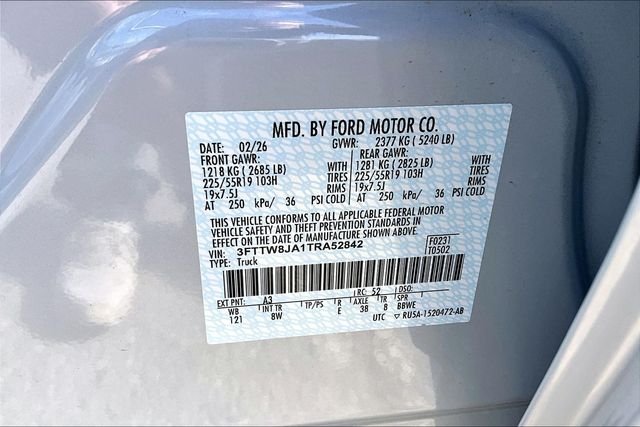 MFD. BY FORD MOTOR CO.
DATE: 02/26 GVWR: 2377 KG ( 5240 LB)
FRONT GAWR: REAR GAWR:
1218 KG ( 2685 LB) WITH 1281 KG ( 2825 LB) WITH
225/55R19 103H TIRES 225/55R19 103H TIRES
19x7.5J RIMS 19x7.5J RIMS
AT 250 kPa/ 36 PSI COLD AT 250 kPa/ 36 PSI COLD
THIS VEHICLE CONFORMS TO ALL APPLICABLE FEDERAL MOTOR
VEHICLE SAFETY AND THEFT PREVENTION STANDARDS IN
EFFECT ON THE DATE OF MANUFACTURE SHOWN ABOVE.
VIN: 3FTTW8JA1TRA52842 F0231
TYPE: Truck T0502
EXT PNT: A3 RC: 52 DSO:
WB INT TR TP/PS R AXLE TR SPR
121 8W E 38 8 BBWE
UTC ▽ RU5A-1520472-AB